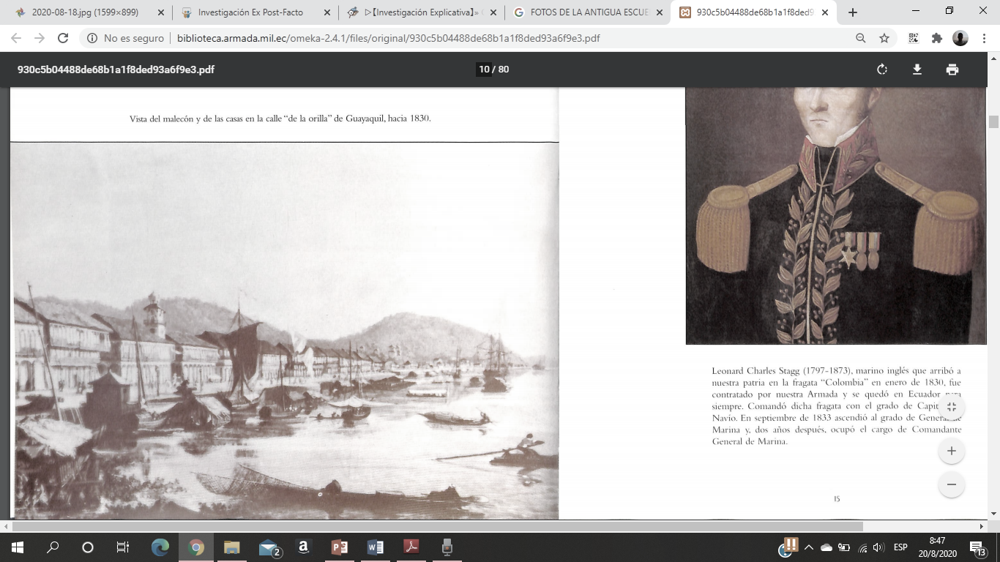 2020-08-18.jpg (1599×899)
Investigación Ex Post-Facto
▷【Investigación Explicativa】»
FOTOS DE LA ANTIGUA ESCUE
930c5b04488de68b1a1f8ded9
No es seguro
biblioteca.armada.mil.ec/omeka-2.4.1/files/original/930c5b04488de68b1a1f8ded93a6f9e3.pdf
930c5b04488de68b1a1f8ded93a6f9e3.pdf
10 / 80
Vista del malecón y de las casas en la calle “de la orilla” de Guayaquil, hacia 1830.
Leonard Charles Stagg (1797-1873), marino inglés que arribó a
nuestra patria en la fragata “Colombia” en enero de 1830, fue
contratado por nuestra Armada y se quedó en Ecuador para
siempre. Comandó dicha fragata con el grado de Capit
Navío. En septiembre de 1833 ascendió al grado de General de
Marina y, dos años después, ocupó el cargo de Comandante
General de Marina.
15
2
ESP
8:47
20/8/2020
13